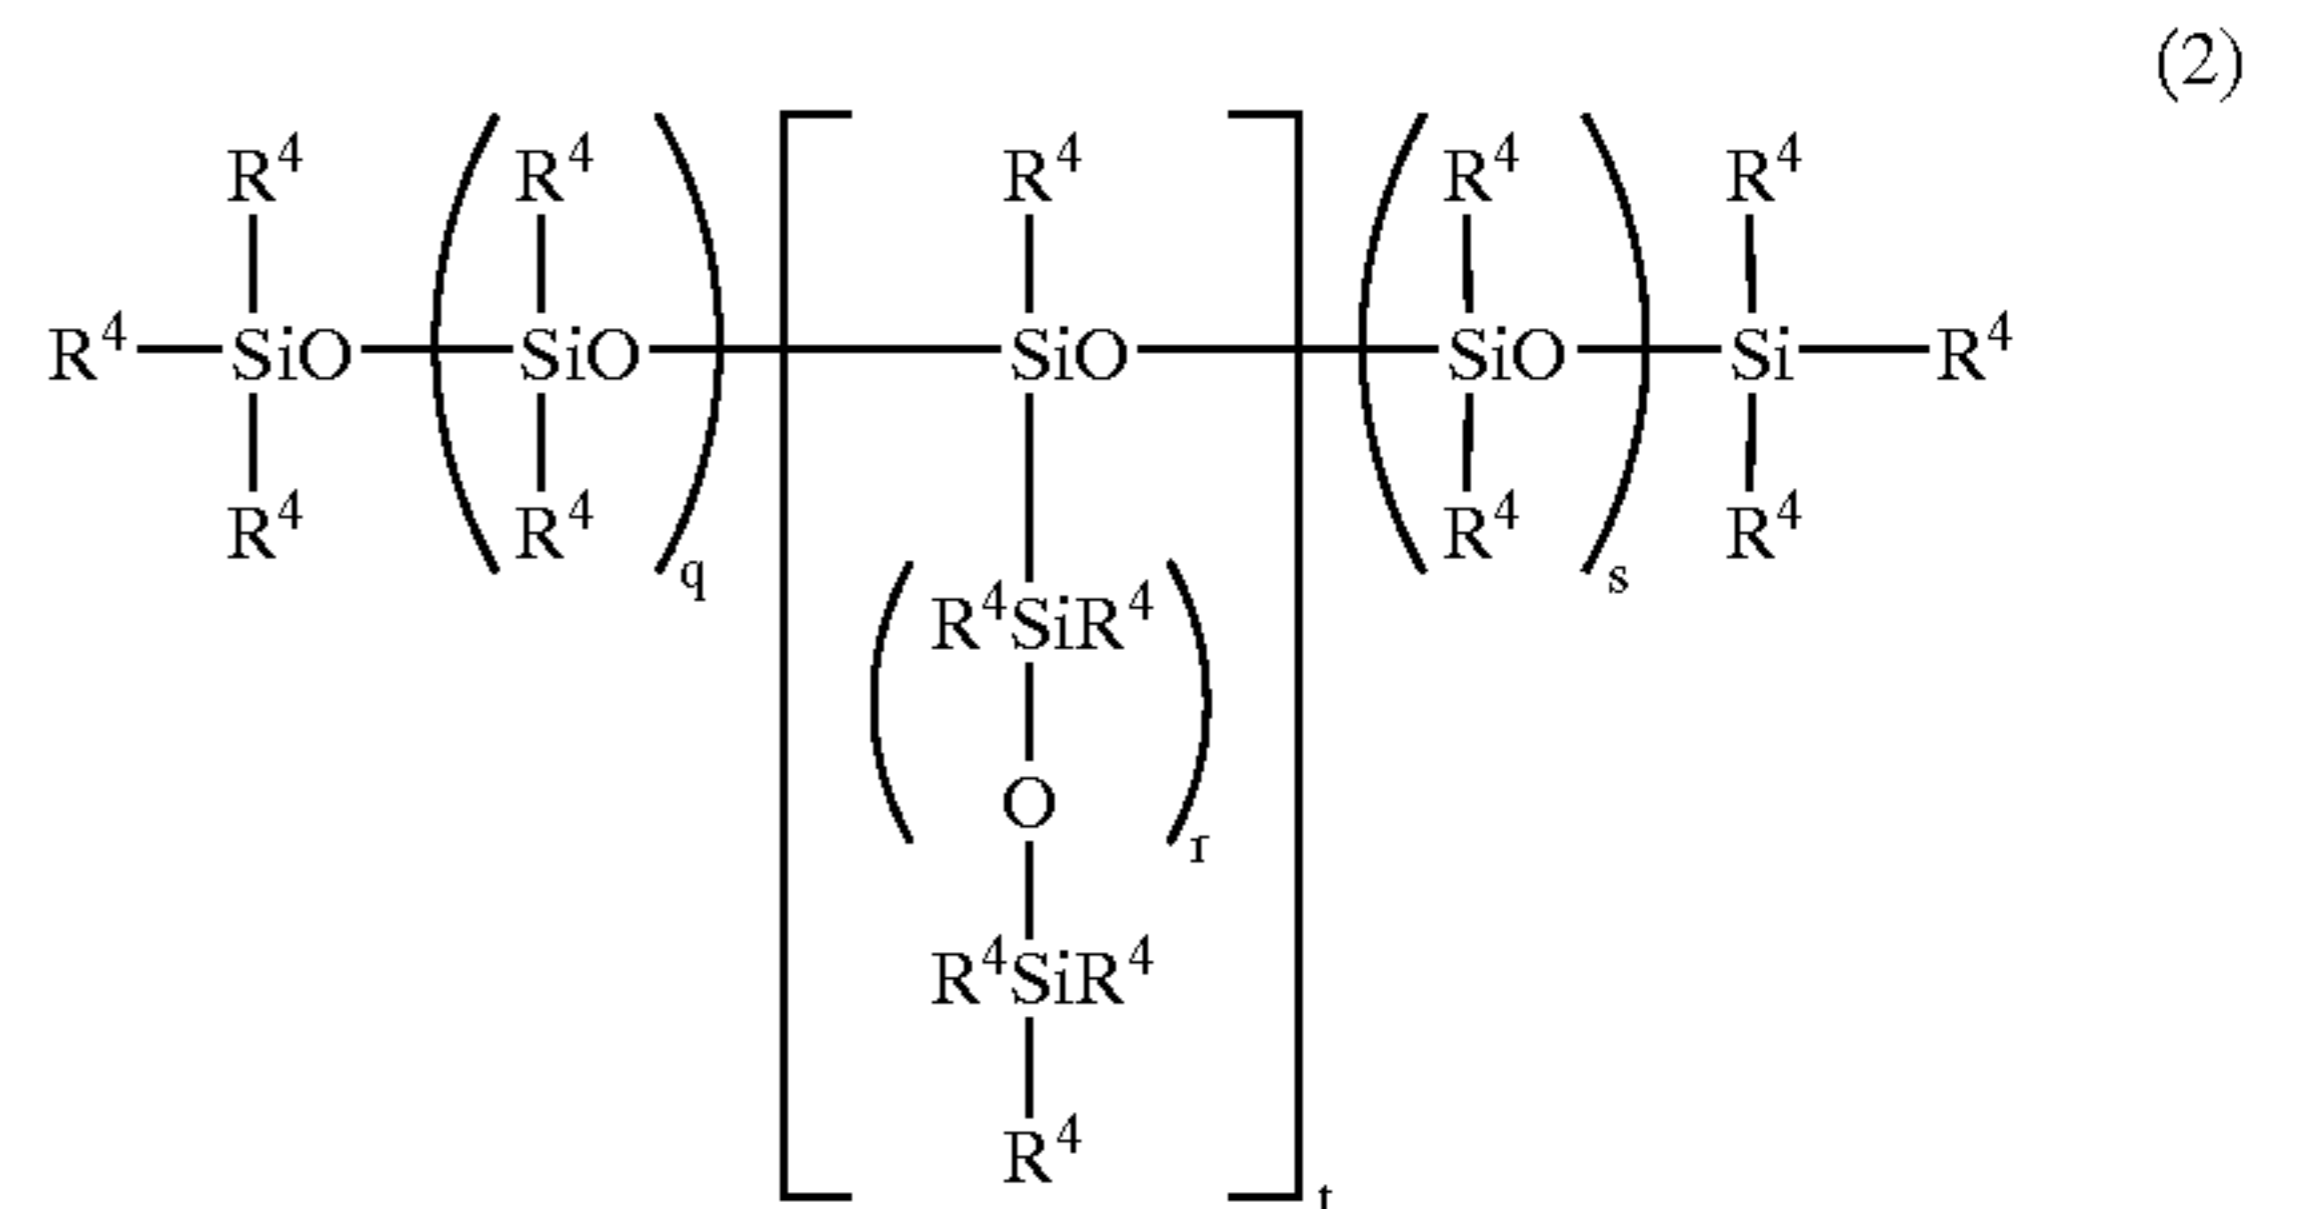 (2)
R⁴ R⁴ R⁴ R⁴ R⁴
R⁴—SiO—(SiO—)[SiO—](SiO—)Si—R⁴
R⁴ R⁴ R⁴ R⁴
q s
(R⁴SiR⁴
O
)r
R⁴SiR⁴
R⁴
t